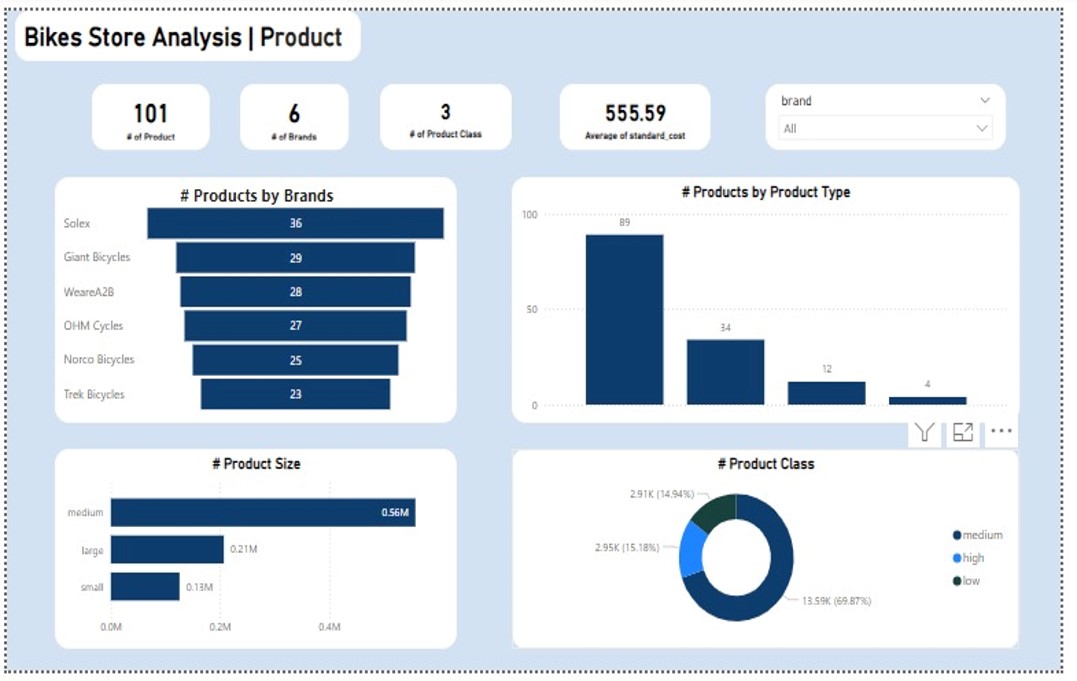 Bikes Store Analysis | Product
101
# of Product
6
# of Brands
3
# of Product Class
555.59
Average of standard_cost
brand
All
# Products by Brands
Solex
36
Giant Bicycles
29
WeareA2B
28
OHM Cycles
27
Norco Bicycles
25
Trek Bicycles
23
# Products by Product Type
100
50
0
89
34
12
4
# Product Size
medium
0.56M
large
0.21M
small
0.13M
0.0M
0.2M
0.4M
# Product Class
2.91K (14.94%)
2.95K (15.18%)
13.59K (69.87%)
medium
high
low